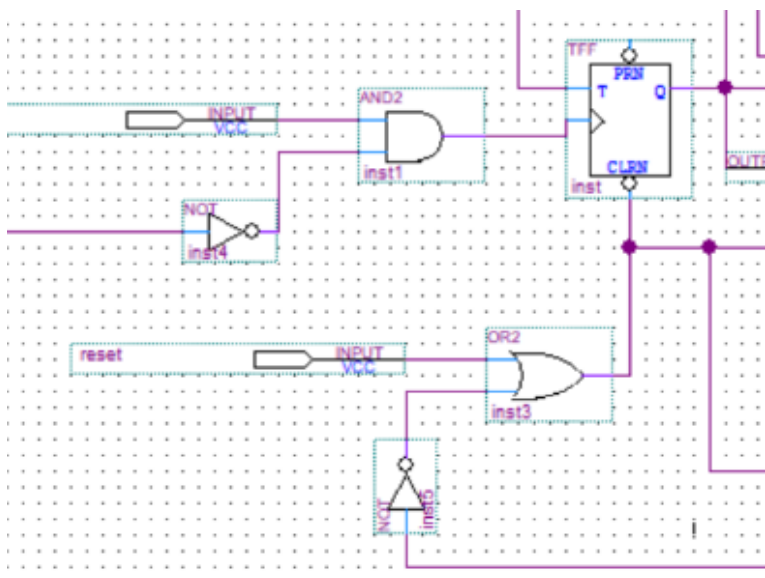 TFF
PRN
T
Q
CLRN
inst
INPUT
VCC
AND2
inst1
NOT
inst4
reset
INPUT
VCC
OR2
inst3
NOT
inst5